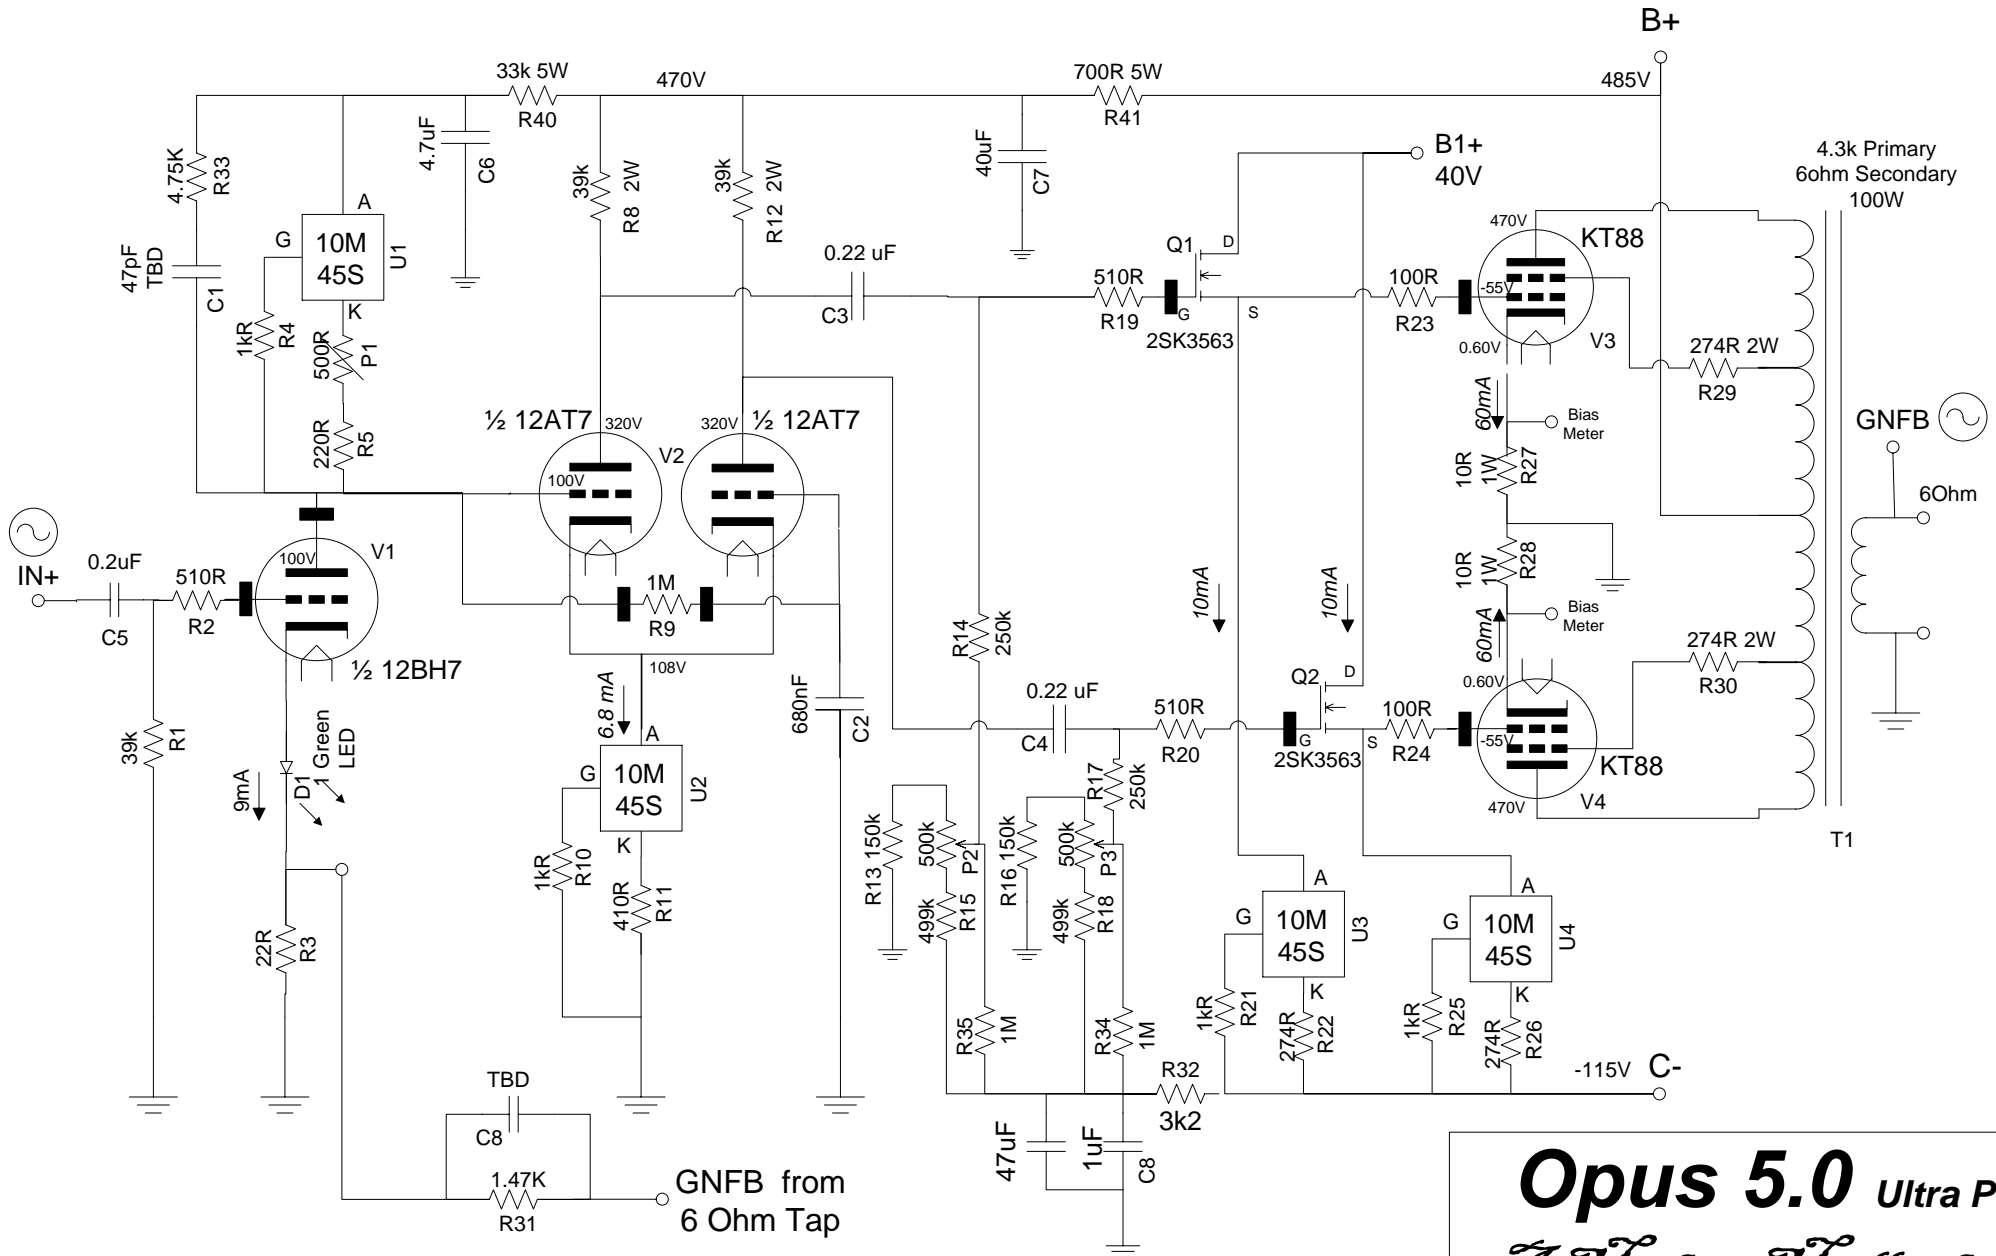 B+
33k 5W
R40
470V
700R 5W
R41
485V
4.75K
R33
4.7uF
C6
39k
R8 2W
39k
R12 2W
40uF
C7
B1+
40V
4.3k Primary
6ohm Secondary
100W
A
G
10M
45S
U1
K
47pF
TBD
C1
1kR
R4
500R
P1
220R
R5
0.22 uF
C3
510R
R19
Q1
D
G
S
2SK3563
100R
R23
470V
KT88
-55V
V3
0.60V
274R 2W
R29
60mA
Bias
Meter
10R
1W
R27
GNFB
6Ohm
½ 12AT7
320V
V2
100V
320V
½ 12AT7
IN+
0.2uF
C5
510R
R2
100V
V1
½ 12BH7
1M
R9
108V
6.8 mA
680nF
C2
R14
250k
10mA
10mA
10R
1W
R28
Bias
Meter
60mA
0.60V
274R 2W
R30
39k
R1
9mA
D1
1 Green
LED
A
G
10M
45S
U2
K
1kR
R10
410R
R11
0.22 uF
C4
510R
R20
Q2
D
G
S
2SK3563
100R
R24
-55V
KT88
V4
470V
T1
R17
250k
R13 150k
500k
P2
R16 150k
500k
P3
499k
R15
499k
R18
22R
R3
A
G
10M
45S
U3
K
A
G
10M
45S
U4
K
R35
1M
R34
1M
1kR
R21
274R
R22
1kR
R25
274R
R26
-115V
C-
R32
3k2
47uF
1uF
C8
TBD
C8
1.47K
R31
GNFB from
6 Ohm Tap
Opus 5.0 Ultra P